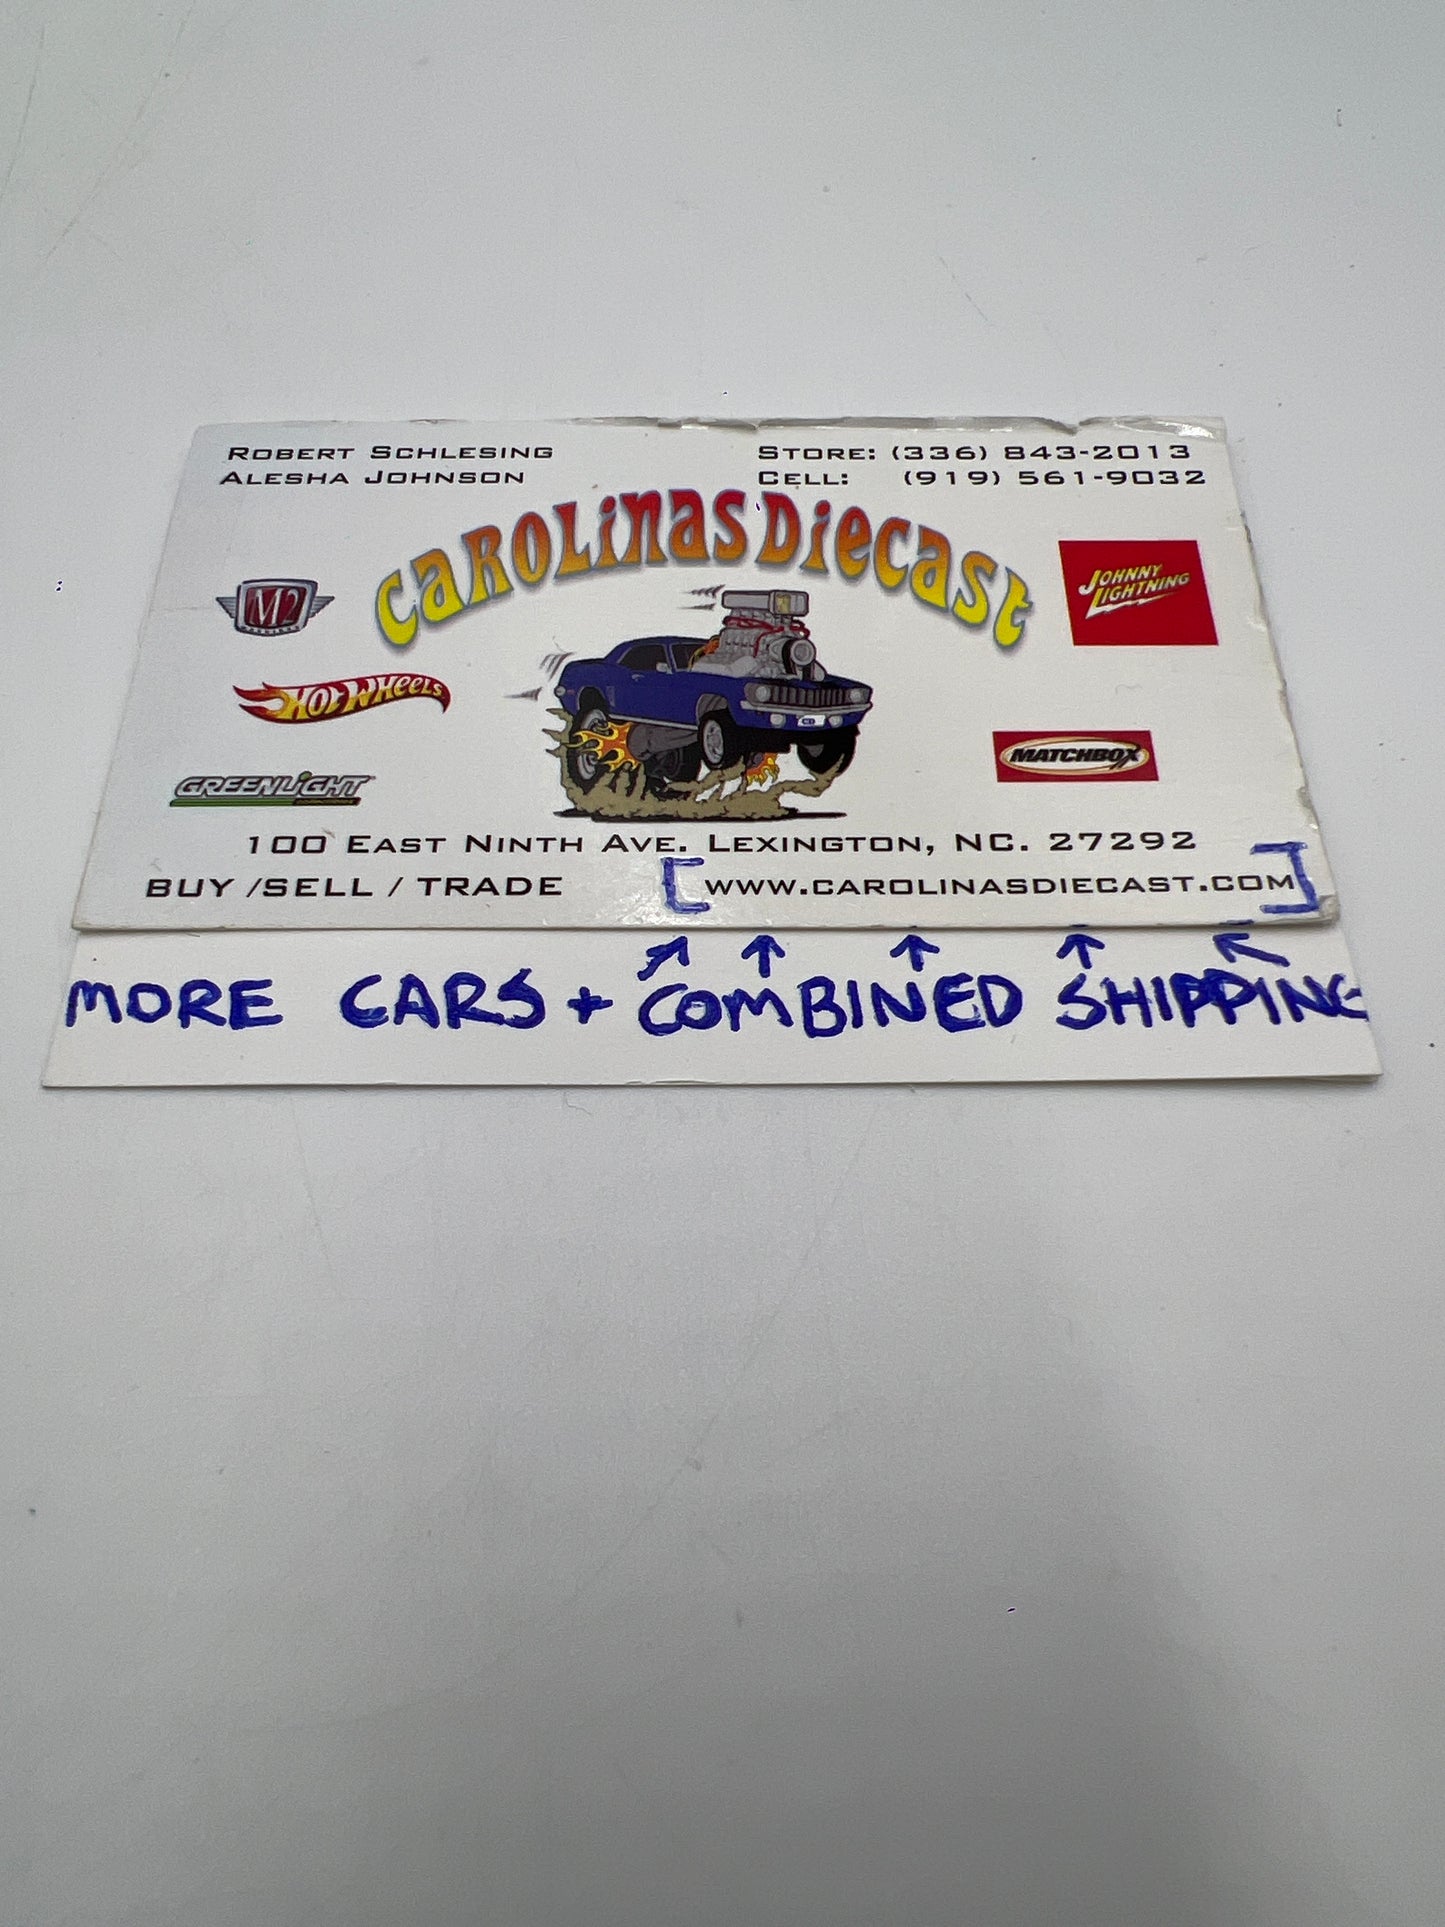 ROBERT SCHLESING
ALESHA JOHNSON
STORE: (336) 843-2013
CELL: (919) 561-9032
CAROLINAS DIECAST
M2
HOT WHEELS
GREENLIGHT
JOHNNY
LIGHTNING
MATCHBOX
100 EAST NINTH AVE. LEXINGTON, NC. 27292
BUY /SELL / TRADE [WWW.CAROLINASDIECAST.COM]
MORE CARS + COMBINED SHIPPING